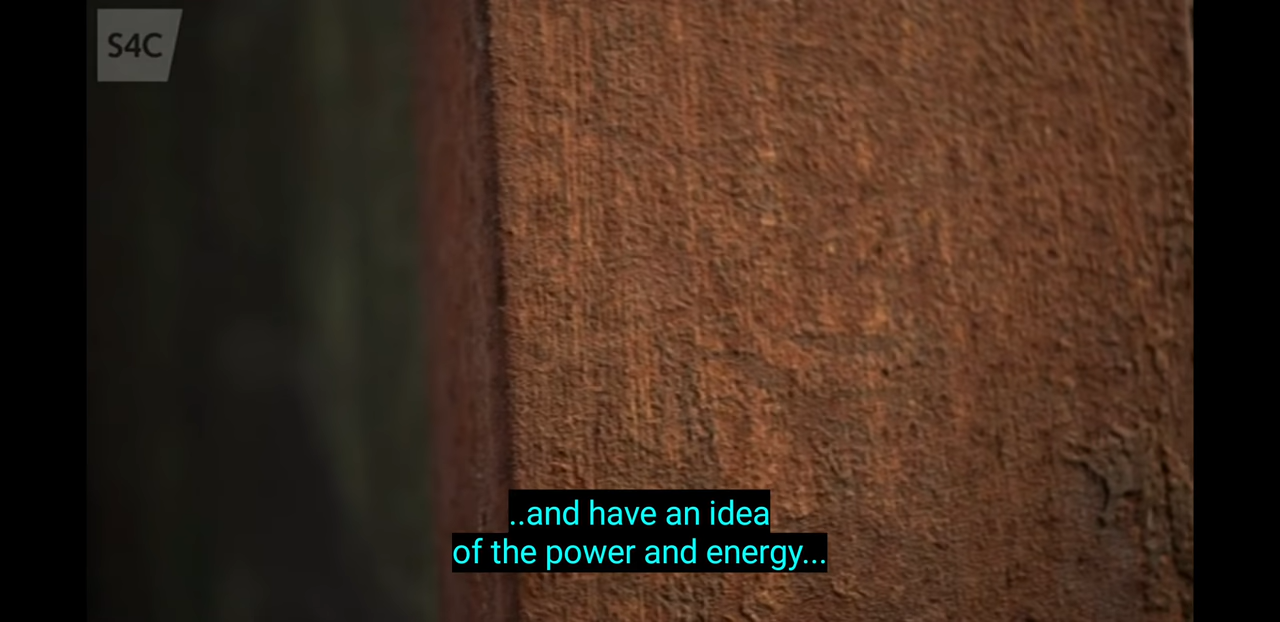 S4C
..and have an idea
of the power and energy...